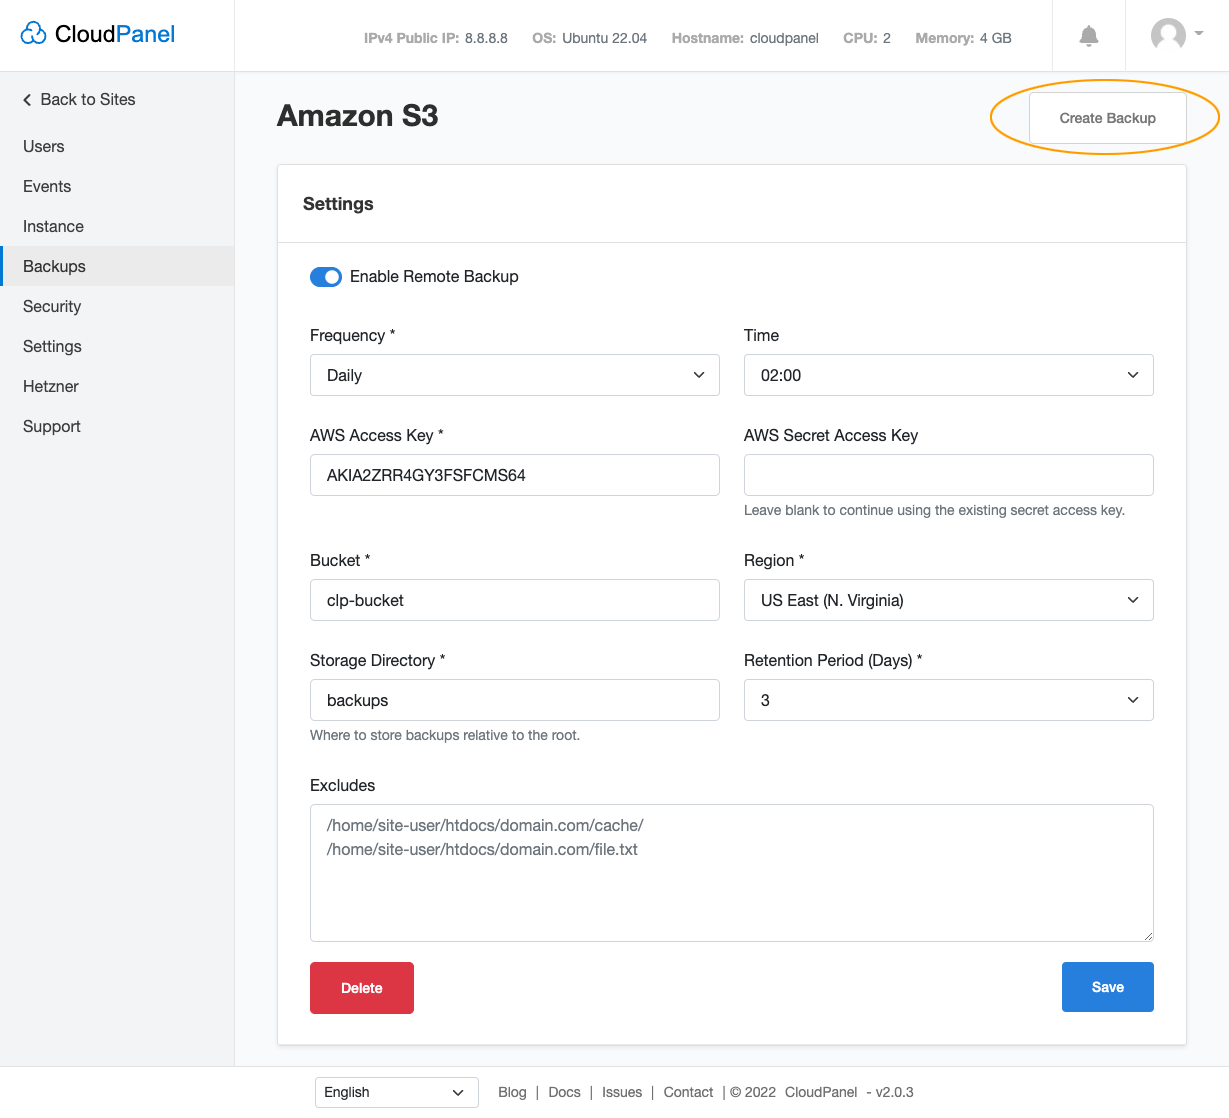 CloudPanel
IPv4 Public IP: 8.8.8.8 OS: Ubuntu 22.04 Hostname: cloudpanel CPU: 2 Memory: 4 GB
Back to Sites
Users
Events
Instance
Backups
Security
Settings
Hetzner
Support
Amazon S3
Create Backup
Settings
Enable Remote Backup
Frequency *
Daily
Time
02:00
AWS Access Key *
AKIA2ZRR4GY3FSFCMS64
AWS Secret Access Key
Leave blank to continue using the existing secret access key.
Bucket *
clp-bucket
Region *
US East (N. Virginia)
Storage Directory *
backups
Where to store backups relative to the root.
Retention Period (Days) *
3
Excludes
/home/site-user/htdocs/domain.com/cache/
/home/site-user/htdocs/domain.com/file.txt
Delete
Save
English
Blog | Docs | Issues | Contact | © 2022 CloudPanel - v2.0.3